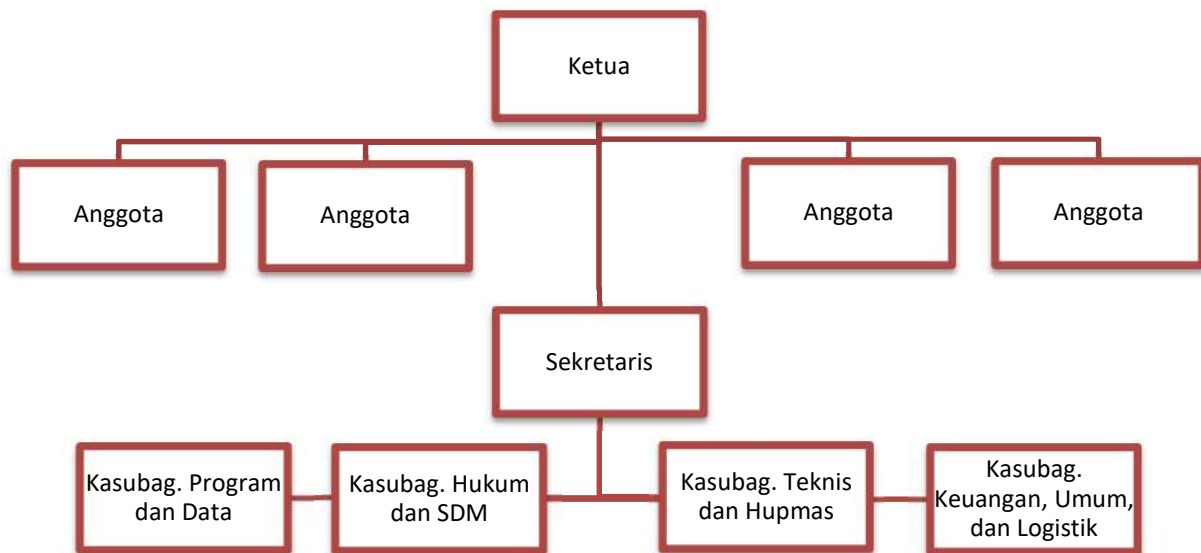 Ketua
Anggota
Anggota
Anggota
Anggota
Sekretaris
Kasubag. Program
dan Data
Kasubag. Hukum
dan SDM
Kasubag. Teknis
dan Hupmas
Kasubag.
Keuangan, Umum,
dan Logistik